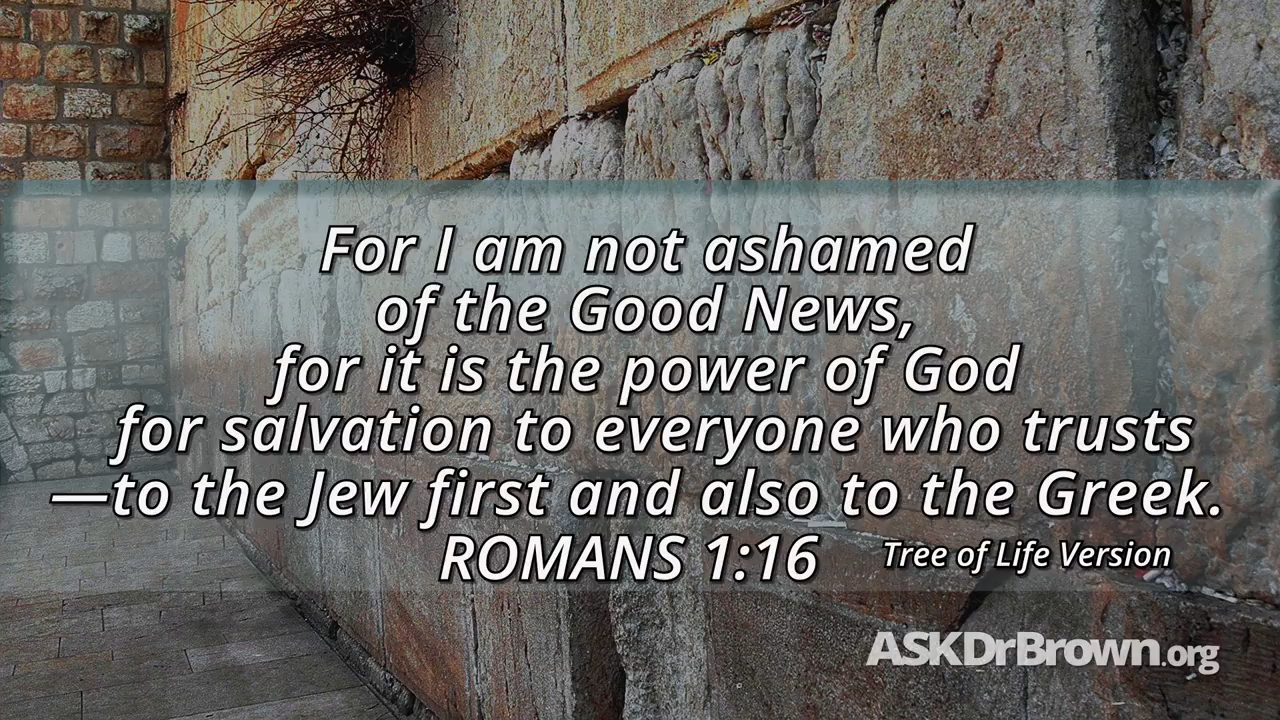 For I am not ashamed
of the Good News,
for it is the power of God
for salvation to everyone who trusts
—to the Jew first and also to the Greek.
ROMANS 1:16 Tree of Life Version
ASKDrBrown.org